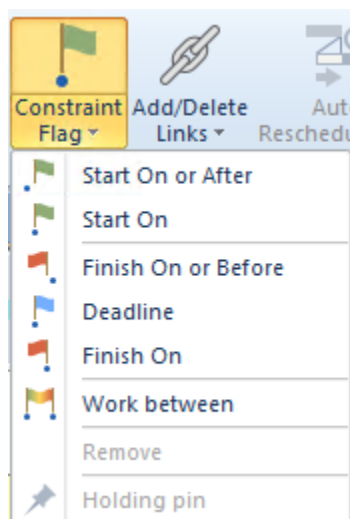 Constraint Add/Delete Aut
Flag Links Reschedu
Start On or After
Start On
Finish On or Before
Deadline
Finish On
Work between
Remove
Holding pin